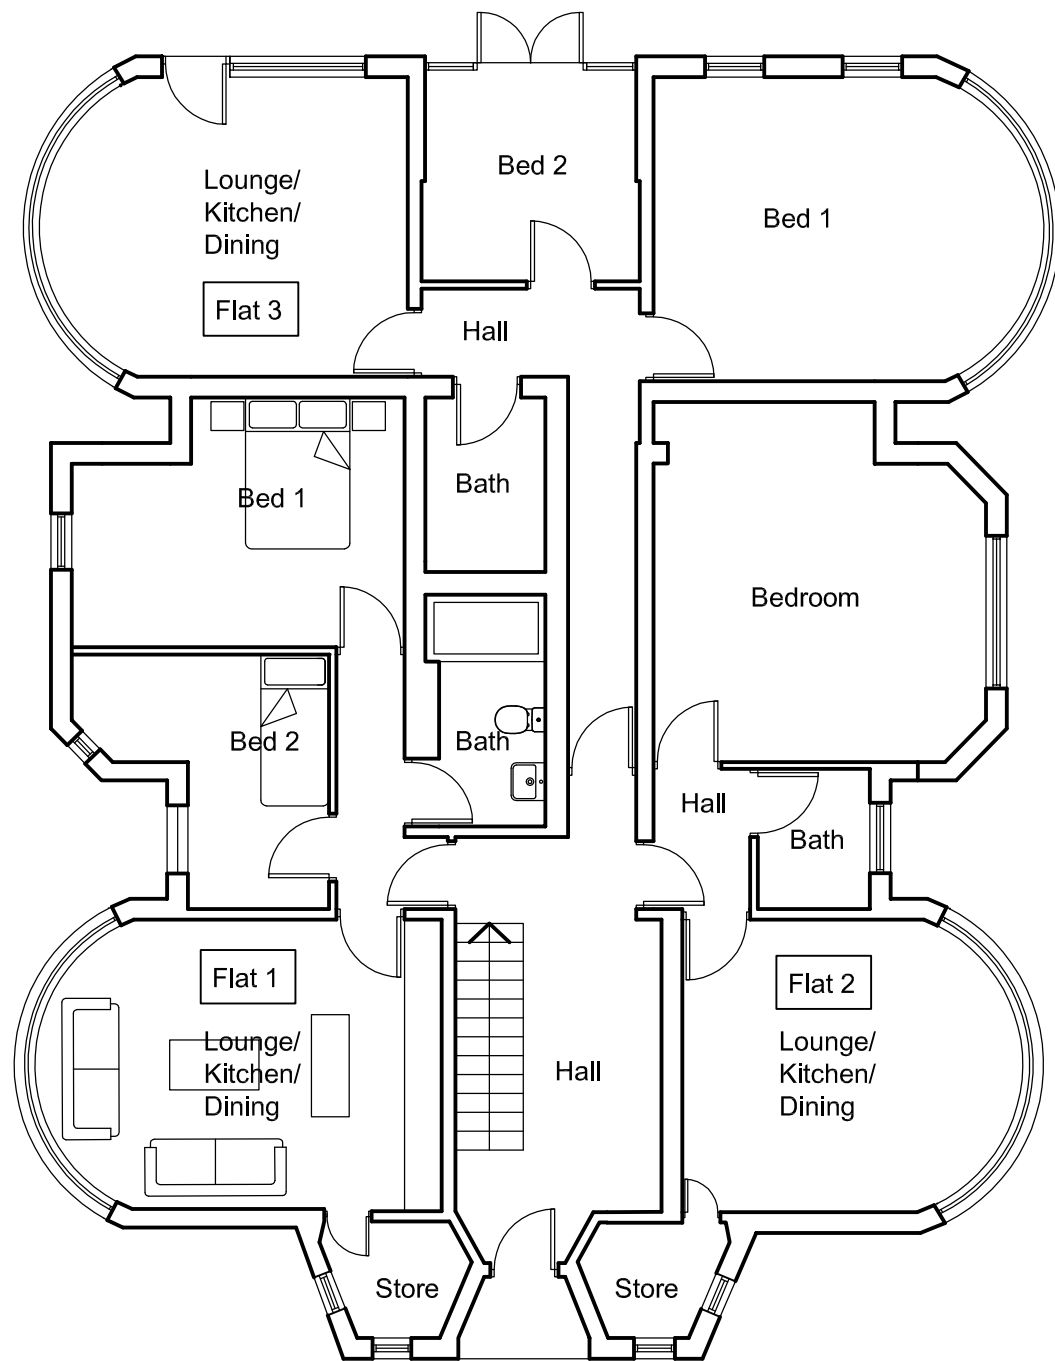 Lounge/
Kitchen/
Dining
Flat 3
Bed 2
Bed 1
Hall
Bed 1
Bath
Bedroom
Bed 2
Bath
Hall
Bath
Flat 1
Lounge/
Kitchen/
Dining
Hall
Flat 2
Lounge/
Kitchen/
Dining
Store
Store